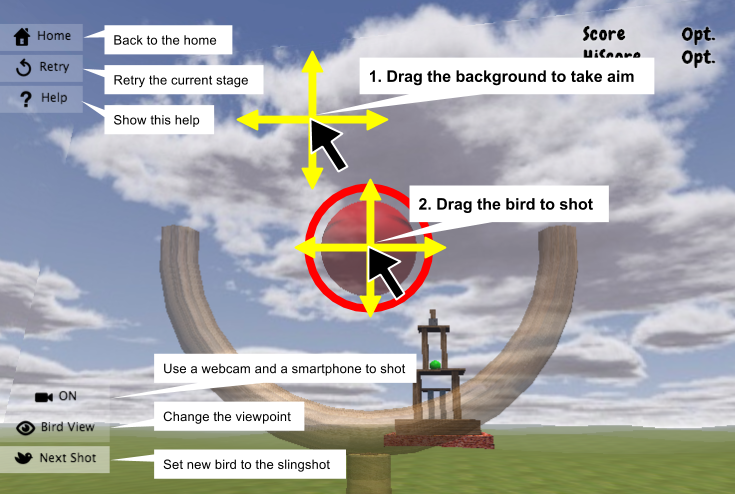 Home
Back to the home
Score Opt.
HiScore Opt.
Retry
Retry the current stage
1. Drag the background to take aim
Help
Show this help
2. Drag the bird to shot
Use a webcam and a smartphone to shot
ON
Change the viewpoint
Bird View
Next Shot
Set new bird to the slingshot